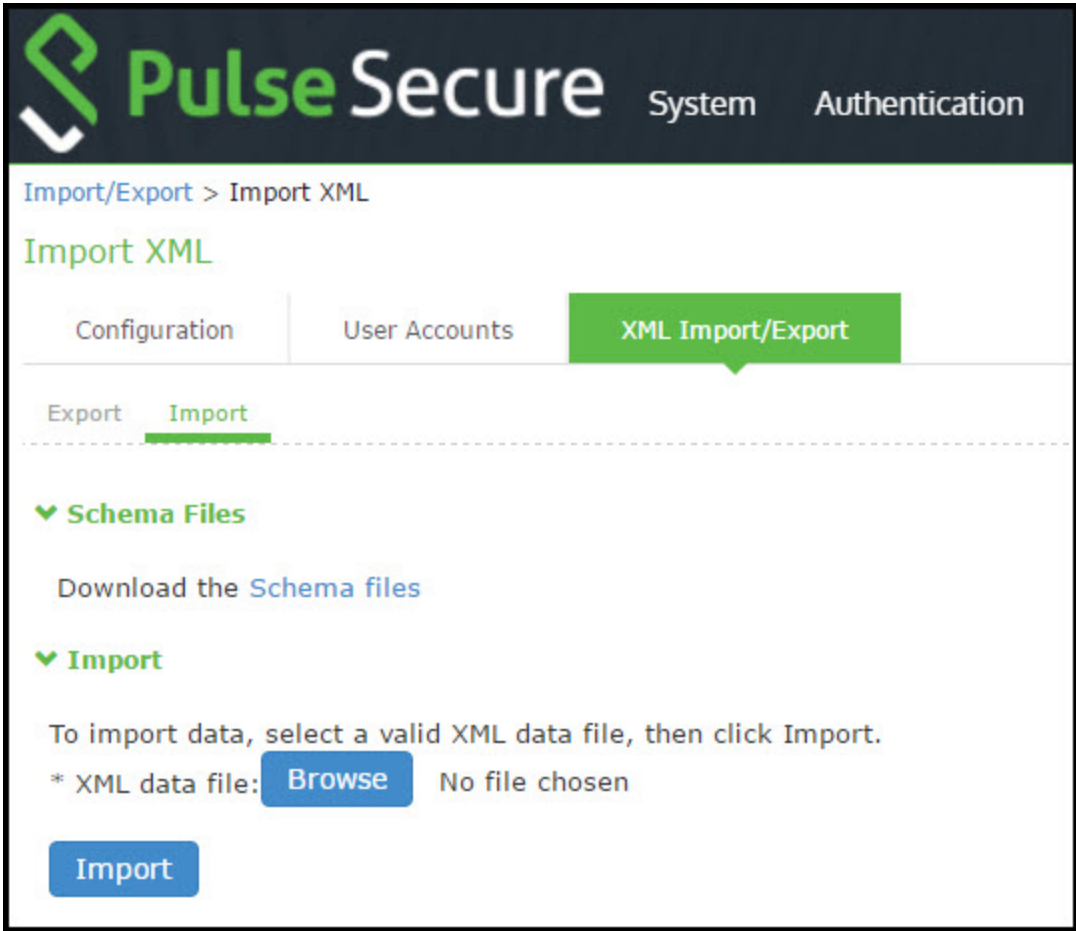 Pulse Secure System Authentication
Import/Export > Import XML
Import XML
Configuration User Accounts XML Import/Export
Export Import
Schema Files
Download the Schema files
Import
To import data, select a valid XML data file, then click Import.
* XML data file: Browse No file chosen
Import